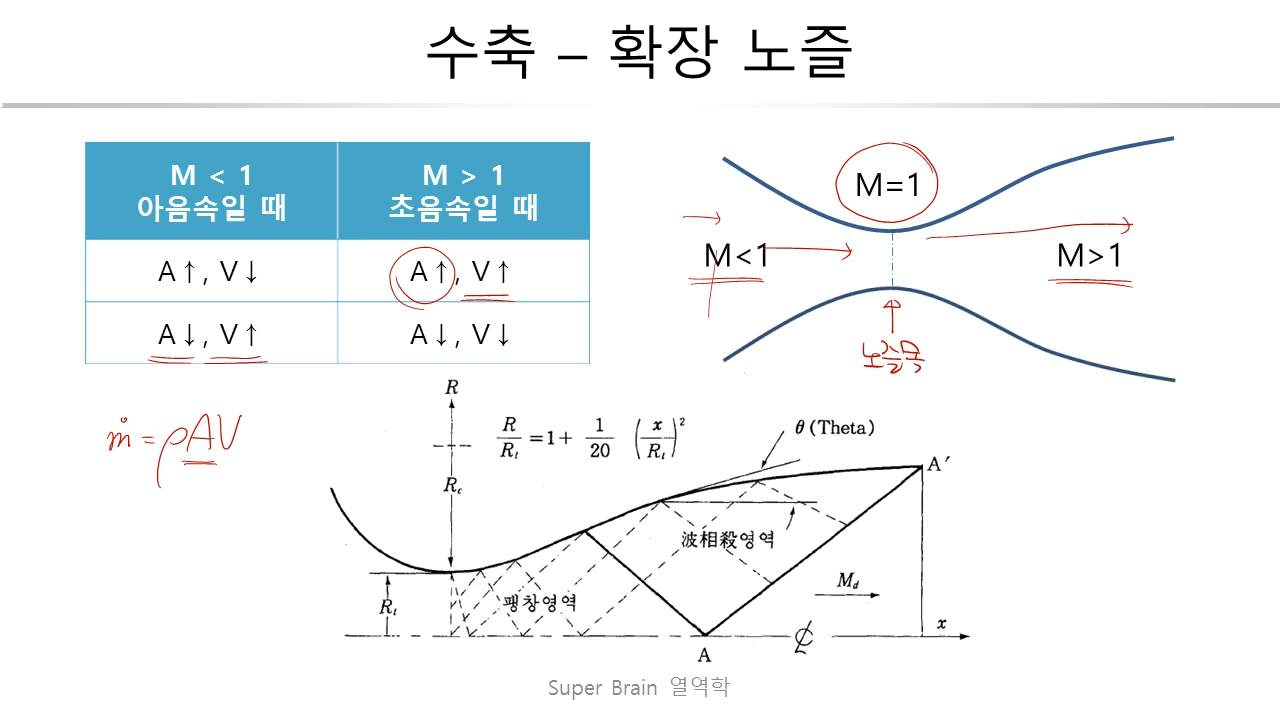 수축 – 확장 노즐
M < 1
아음속일 때
M > 1
초음속일 때
A↑, V↓
A↑, V↑
A↓, V↑
A↓, V↓
M=1
M<1
M>1
노즐목
ṁ = ρAV
R
R/Rₜ = 1 + 1/20 (x/Rₜ)²
θ (Theta)
A′
R꜀
波相殺영역
Rₜ
팽창영역
M_d
x
℄
A
Super Brain 열역학